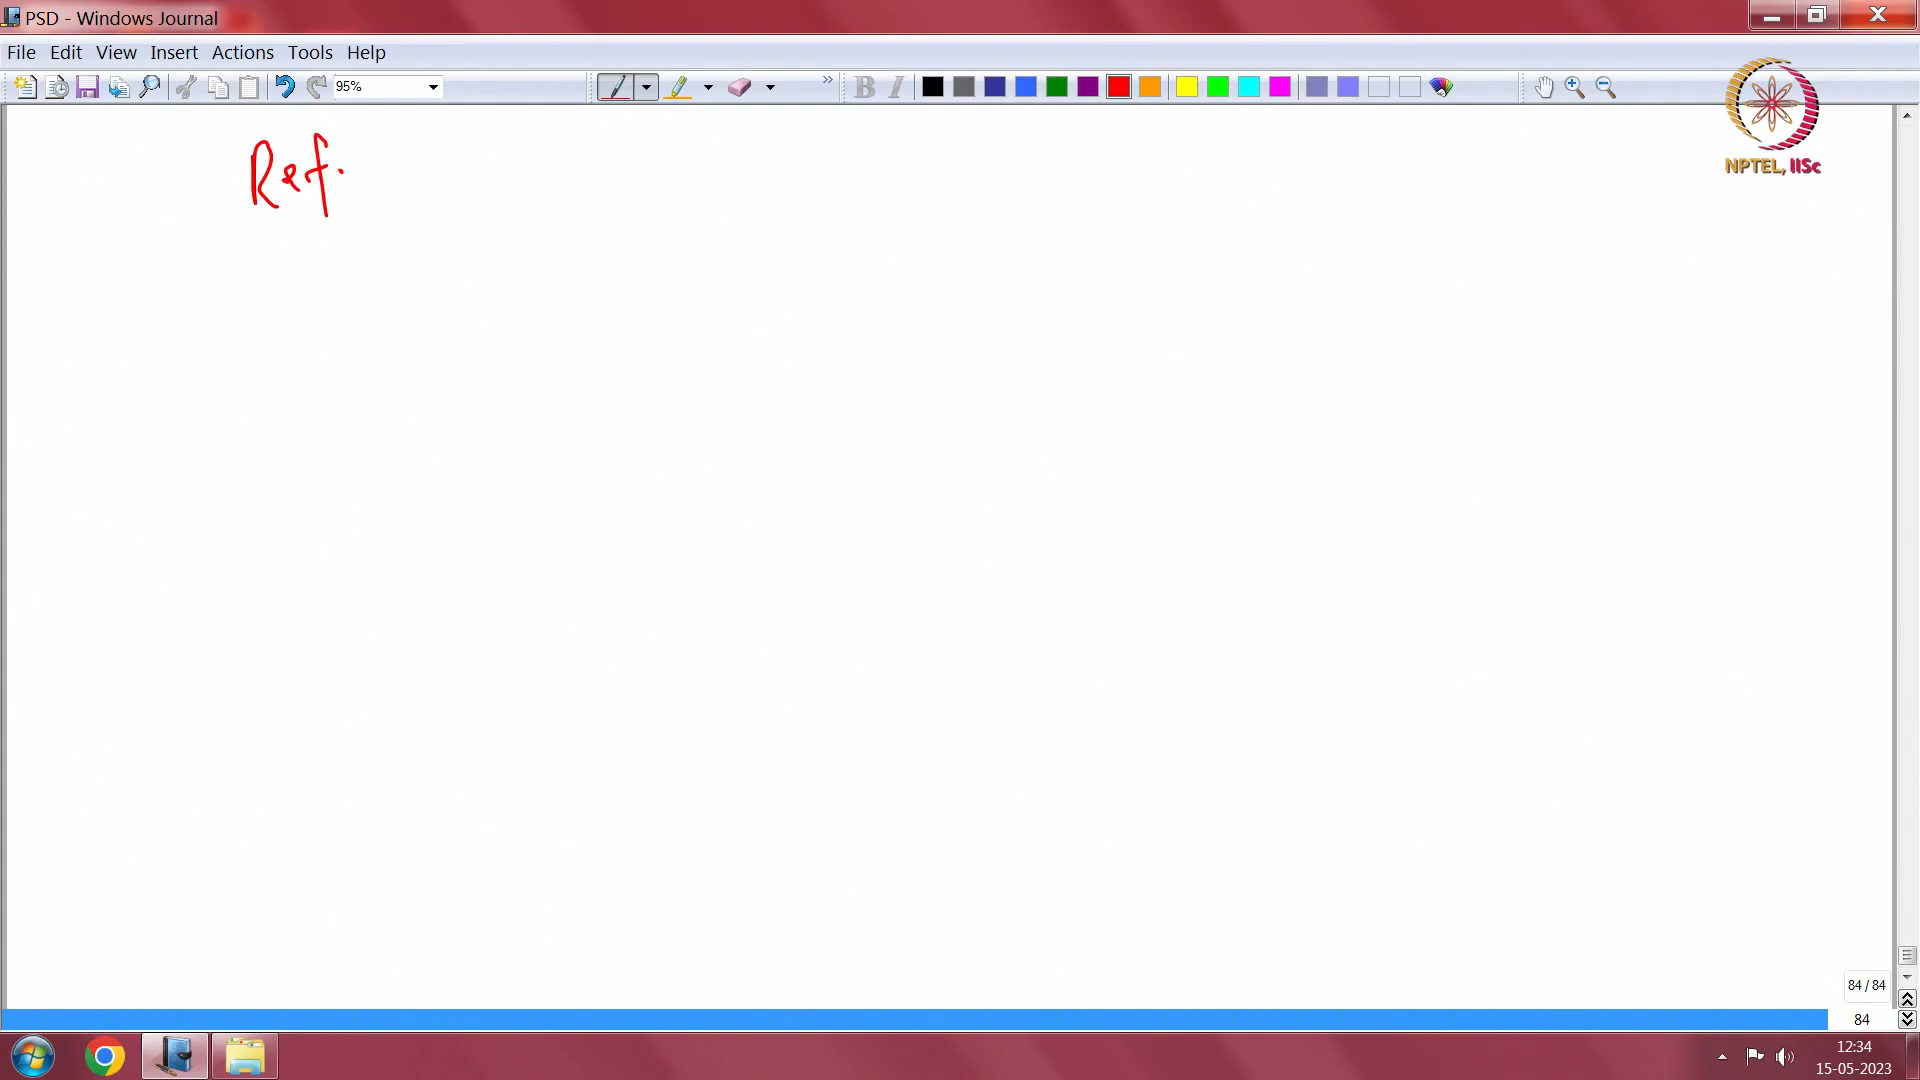 PSD - Windows Journal
File Edit View Insert Actions Tools Help
95%
B I
NPTEL, IISc
Ref.
84 / 84
84
12:34
15-05-2023